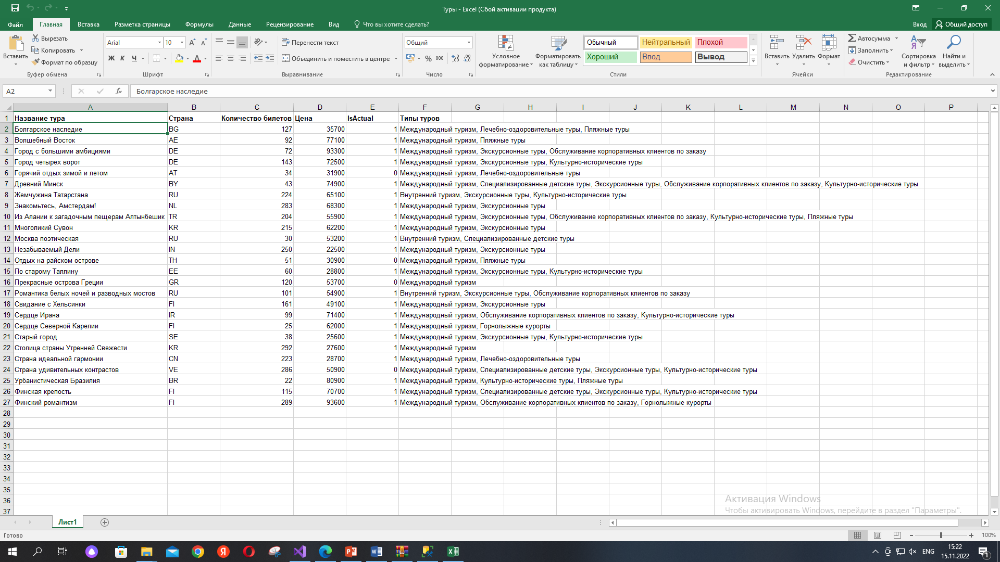 Туры - Excel (Сбой активации продукта)
Файл Главная Вставка Разметка страницы Формулы Данные Рецензирование Вид Что вы хотите сделать? Вход Общий доступ
Вставить
Вырезать
Копировать
Формат по образцу
Буфер обмена
Arial 10
Ж К Ч
Шрифт
Перенести текст
Объединить и поместить в центре
Выравнивание
Общий
% 000
Число
Условное форматирование
Форматировать как таблицу
Обычный Нейтральный Плохой
Хороший Ввод Вывод
Стили
Вставить Удалить Формат
Ячейки
Автосумма
Заполнить
Очистить
Сортировка и фильтр
Найти и выделить
Редактирование
A2 fx Болгарское наследие
A B C D E F G H I J K L M N O P
1 Название тура Страна Количество билетов Цена IsActual Типы туров
2 Болгарское наследие BG 127 35700 1 Международный туризм, Лечебно-оздоровительные туры, Пляжные туры
3 Волшебный Восток AE 92 77100 1 Международный туризм, Пляжные туры
4 Город с большими амбициями DE 72 93300 1 Международный туризм, Экскурсионные туры, Обслуживание корпоративных клиентов по заказу
5 Город четырех ворот DE 143 72500 1 Международный туризм, Экскурсионные туры, Культурно-исторические туры
6 Горячий отдых зимой и летом AT 34 31900 0 Международный туризм, Лечебно-оздоровительные туры
7 Древний Минск BY 43 74900 1 Международный туризм, Специализированные детские туры, Экскурсионные туры, Обслуживание корпоративных клиентов по заказу, Культурно-исторические туры
8 Жемчужина Татарстана RU 224 65100 1 Внутренний туризм, Экскурсионные туры, Культурно-исторические туры
9 Знакомьтесь, Амстердам! NL 283 68300 1 Международный туризм, Экскурсионные туры
10 Из Алании к загадочным пещерам Алтынбешик TR 204 55900 1 Международный туризм, Экскурсионные туры, Обслуживание корпоративных клиентов по заказу, Культурно-исторические туры, Пляжные туры
11 Многоликий Сувон KR 215 62200 1 Международный туризм, Экскурсионные туры
12 Москва поэтическая RU 30 53200 1 Внутренний туризм, Специализированные детские туры
13 Незабываемый Дели IN 250 22500 1 Международный туризм, Экскурсионные туры
14 Отдых на райском острове TH 51 30900 0 Международный туризм, Пляжные туры
15 По старому Таллину EE 60 28800 1 Международный туризм, Экскурсионные туры, Культурно-исторические туры
16 Прекрасные острова Греции GR 120 53700 0 Международный туризм
17 Романтика белых ночей и разводных мостов RU 101 54900 1 Внутренний туризм, Экскурсионные туры, Обслуживание корпоративных клиентов по заказу
18 Свидание с Хельсинки FI 161 49100 1 Международный туризм, Экскурсионные туры
19 Сердце Ирана IR 99 71400 1 Международный туризм, Обслуживание корпоративных клиентов по заказу, Культурно-исторические туры
20 Сердце Северной Карелии FI 25 62000 1 Международный туризм, Горнолыжные курорты
21 Старый город SE 38 25600 1 Международный туризм, Экскурсионные туры, Культурно-исторические туры
22 Столица страны Утренней Свежести KR 292 27600 1 Международный туризм
23 Страна идеальной гармонии CN 223 28700 1 Международный туризм, Лечебно-оздоровительные туры
24 Страна удивительных контрастов VE 286 50900 0 Международный туризм, Специализированные детские туры, Экскурсионные туры, Культурно-исторические туры
25 Урбанистическая Бразилия BR 22 80900 1 Международный туризм, Культурно-исторические туры, Пляжные туры
26 Финская крепость FI 115 70700 1 Международный туризм, Специализированные детские туры, Экскурсионные туры, Культурно-исторические туры
27 Финский романтизм FI 289 93600 1 Международный туризм, Обслуживание корпоративных клиентов по заказу, Горнолыжные курорты
28
29
30
31
32
33
34
35
36
37
Активация Windows
Чтобы активировать Windows, перейдите в раздел "Параметры".
Лист1
Готово 100%
ENG 15:22
15.11.2022
1